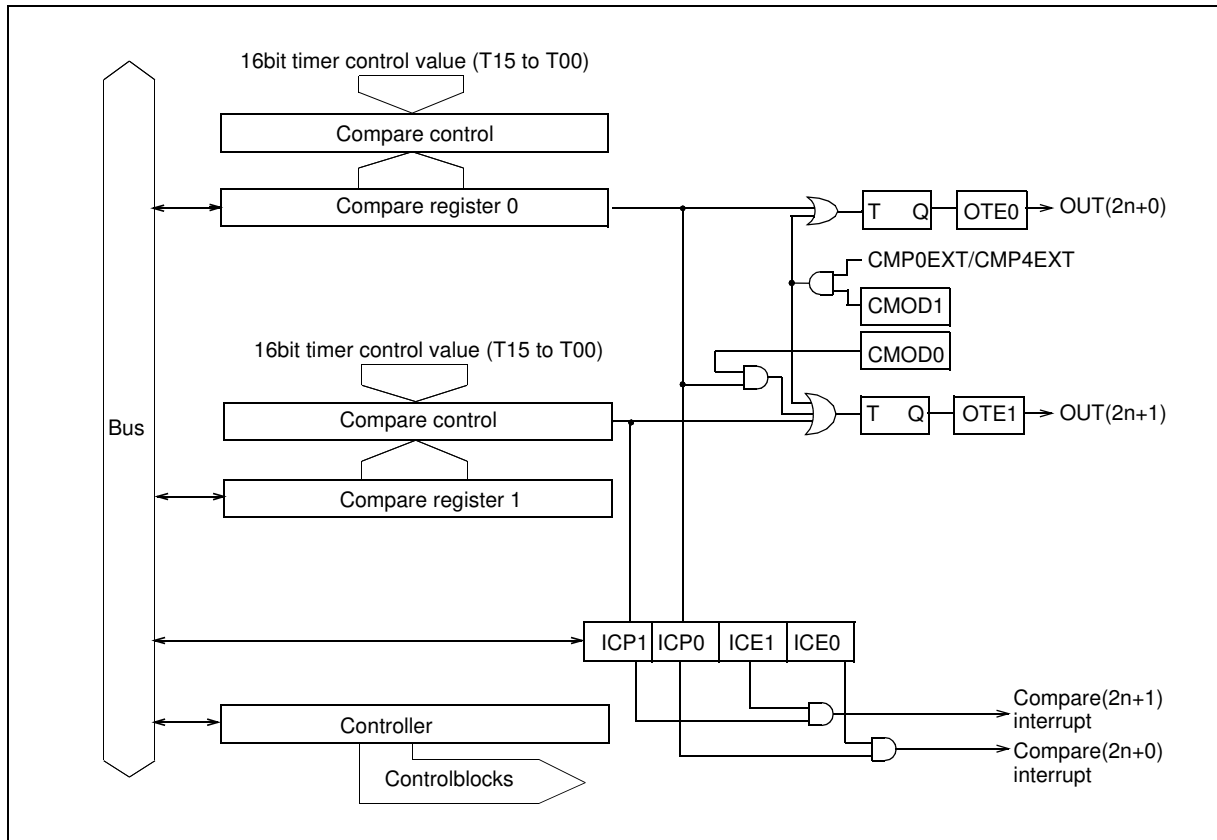 16bit timer control value (T15 to T00)
Compare control
Compare register 0
T Q
OTE0
OUT(2n+0)
CMP0EXT/CMP4EXT
CMOD1
CMOD0
16bit timer control value (T15 to T00)
Compare control
T Q
OTE1
OUT(2n+1)
Bus
Compare register 1
ICP1
ICP0
ICE1
ICE0
Compare(2n+1)
interrupt
Controller
Compare(2n+0)
interrupt
Controlblocks